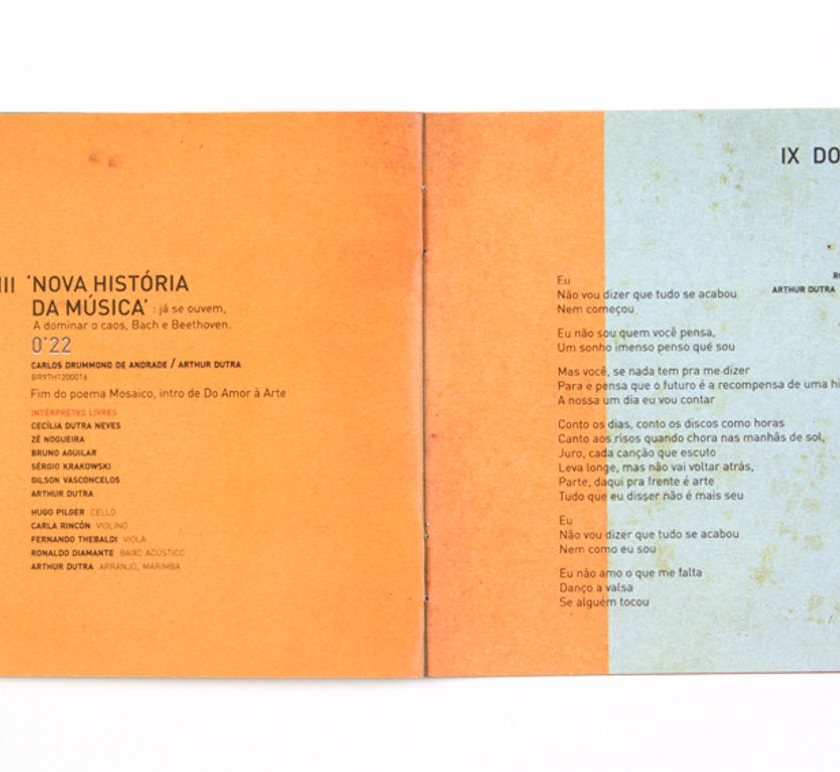 III 'NOVA HISTÓRIA
DA MÚSICA' : já se ouvem,
A dominar o caos, Bach e Beethoven.
0'22
CARLOS DRUMMOND DE ANDRADE / ARTHUR DUTRA
BR97H1200016
Fim do poema Mosaico, intro de Do Amor à Arte
INTÉRPRETES LIVRES
CECÍLIA DUTRA NEVES
ZÉ NOGUEIRA
BRUNO AGUILAR
SÉRGIO KRAKOWSKI
DILSON VASCONCELOS
ARTHUR DUTRA
HUGO PILGER CELLO
CARLA RINCÓN VIOLINO
FERNANDO THEBALDI VIOLA
RONALDO DIAMANTE BAIXO ACÚSTICO
ARTHUR DUTRA ARRANJO, MARIMBA
IX DO
ARTHUR DUTRA
Eu
Não vou dizer que tudo se acabou
Nem começou
Eu não sou quem você pensa,
Um sonho imenso penso qué sou
Mas você, se nada tem pra me dizer
Para e pensa que o futuro é a recompensa de uma hi
A nossa um dia eu vou contar
Conto os dias, conto os discos como horas
Canto aos risos quando chora nas manhãs de sol,
Juro, cada canção que escuto
Leva longe, mas não vai voltar atrás,
Parte, daqui pra frente é arte
Tudo que eu disser não é mais seu
Eu
Não vou dizer que tudo se acabou
Nem como eu sou
Eu não amo o que me falta
Danço a valsa
Se alguém tocou